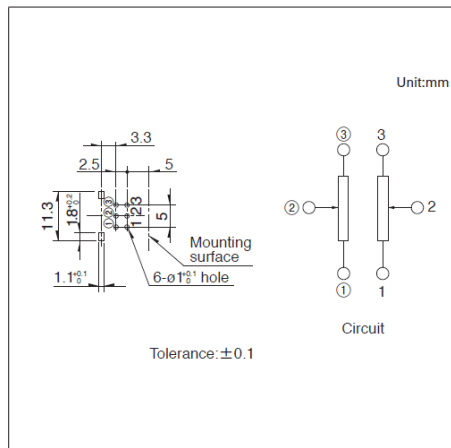 Unit:mm
3.3
2.5 5
③ 3
11.3
1.8 +0.2 0
① ② ③
1 2 3
5
② 2
Mounting
surface
1.1 +0.1 0
6-ø1 +0.1 0 hole
① 1
Circuit
Tolerance:±0.1